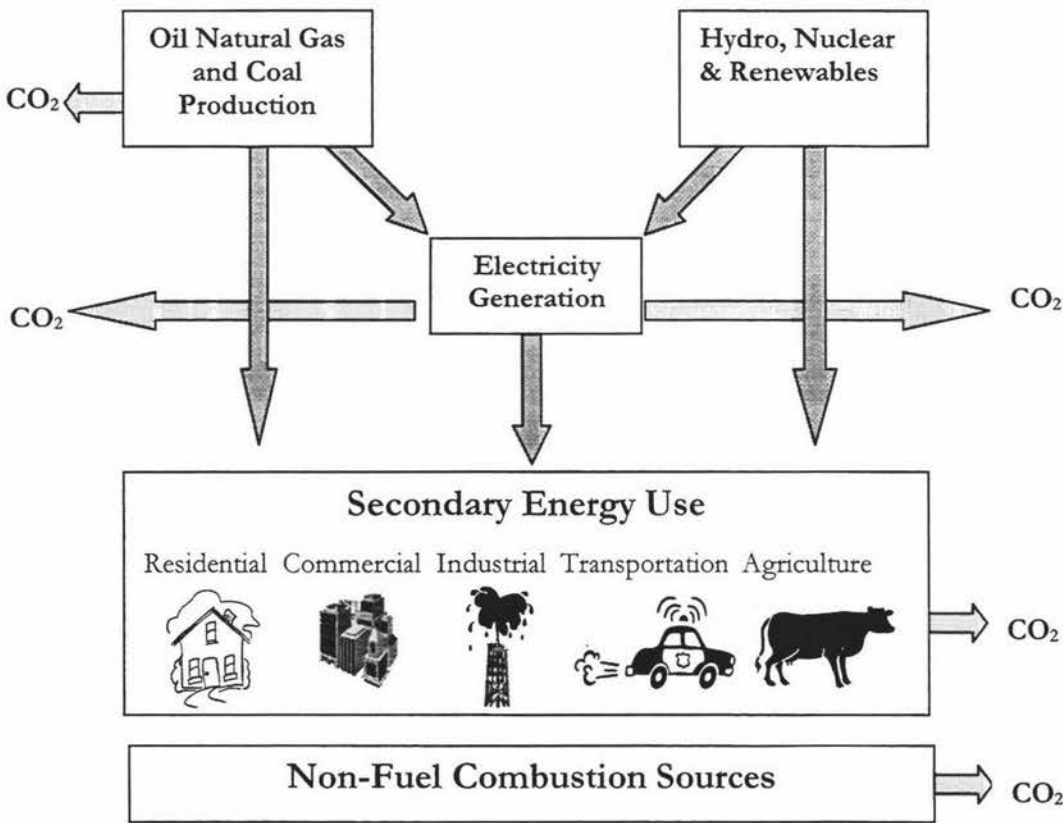 Oil Natural Gas
and Coal
Production
Hydro, Nuclear
& Renewables
CO₂
Electricity
Generation
CO₂
CO₂
Secondary Energy Use
Residential Commercial Industrial Transportation Agriculture
CO₂
Non-Fuel Combustion Sources
CO₂